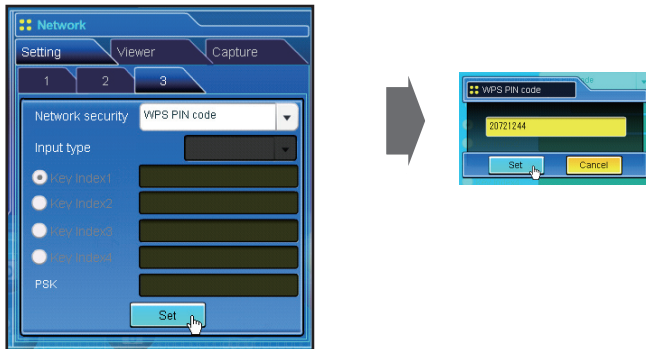 Network
Setting Viewer Capture
1 2 3
Network security WPS PIN code
Input type
Key Index1
Key Index2
Key Index3
Key Index4
PSK
Set
WPS PIN code
20721244
Set Cancel